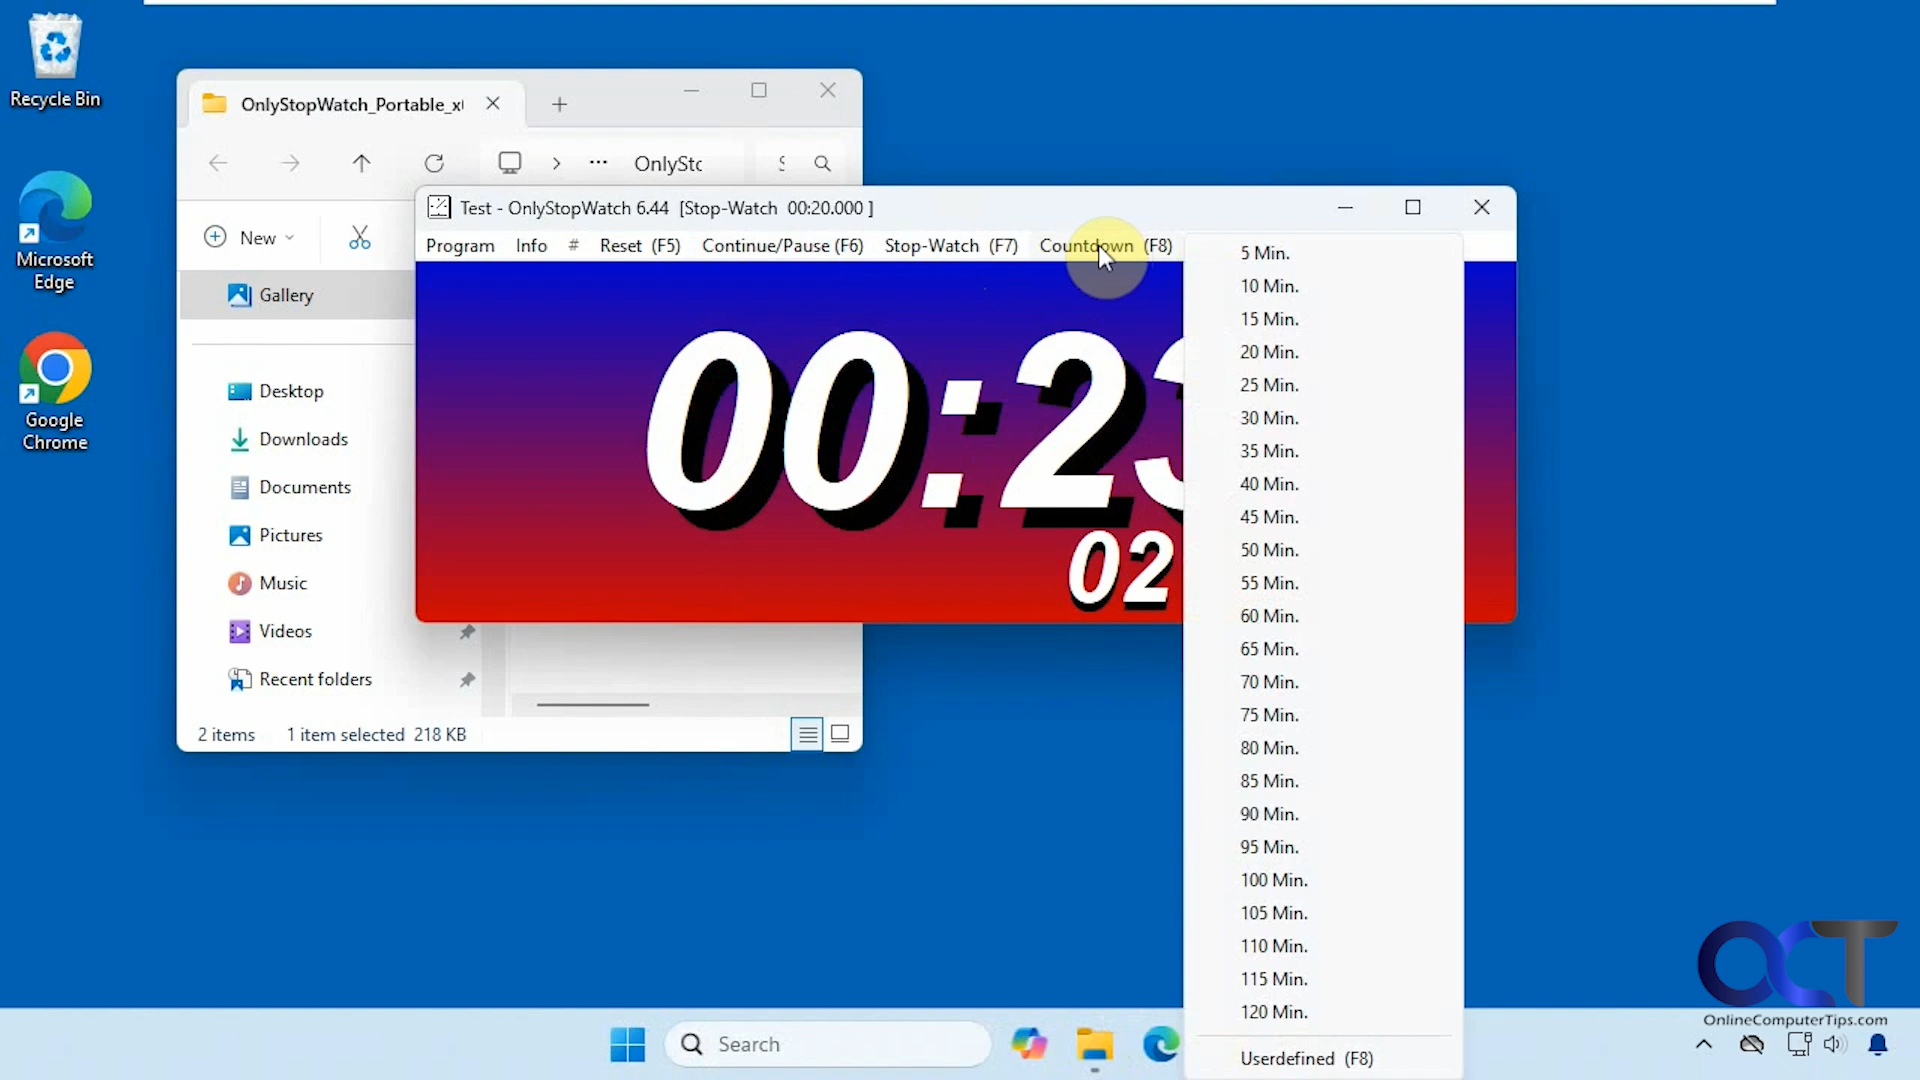 Recycle Bin
Microsoft
Edge
Google
Chrome
OnlyStopWatch_Portable_x
OnlySto
New
Gallery
Desktop
Downloads
Documents
Pictures
Music
Videos
Recent folders
2 items 1 item selected 218 KB
Test - OnlyStopWatch 6.44 [Stop-Watch 00:20.000 ]
Program Info # Reset (F5) Continue/Pause (F6) Stop-Watch (F7) Countdown (F8)
00:23
02
5 Min.
10 Min.
15 Min.
20 Min.
25 Min.
30 Min.
35 Min.
40 Min.
45 Min.
50 Min.
55 Min.
60 Min.
65 Min.
70 Min.
75 Min.
80 Min.
85 Min.
90 Min.
95 Min.
100 Min.
105 Min.
110 Min.
115 Min.
120 Min.
Userdefined (F8)
Search
OCT
OnlineComputerTips.com